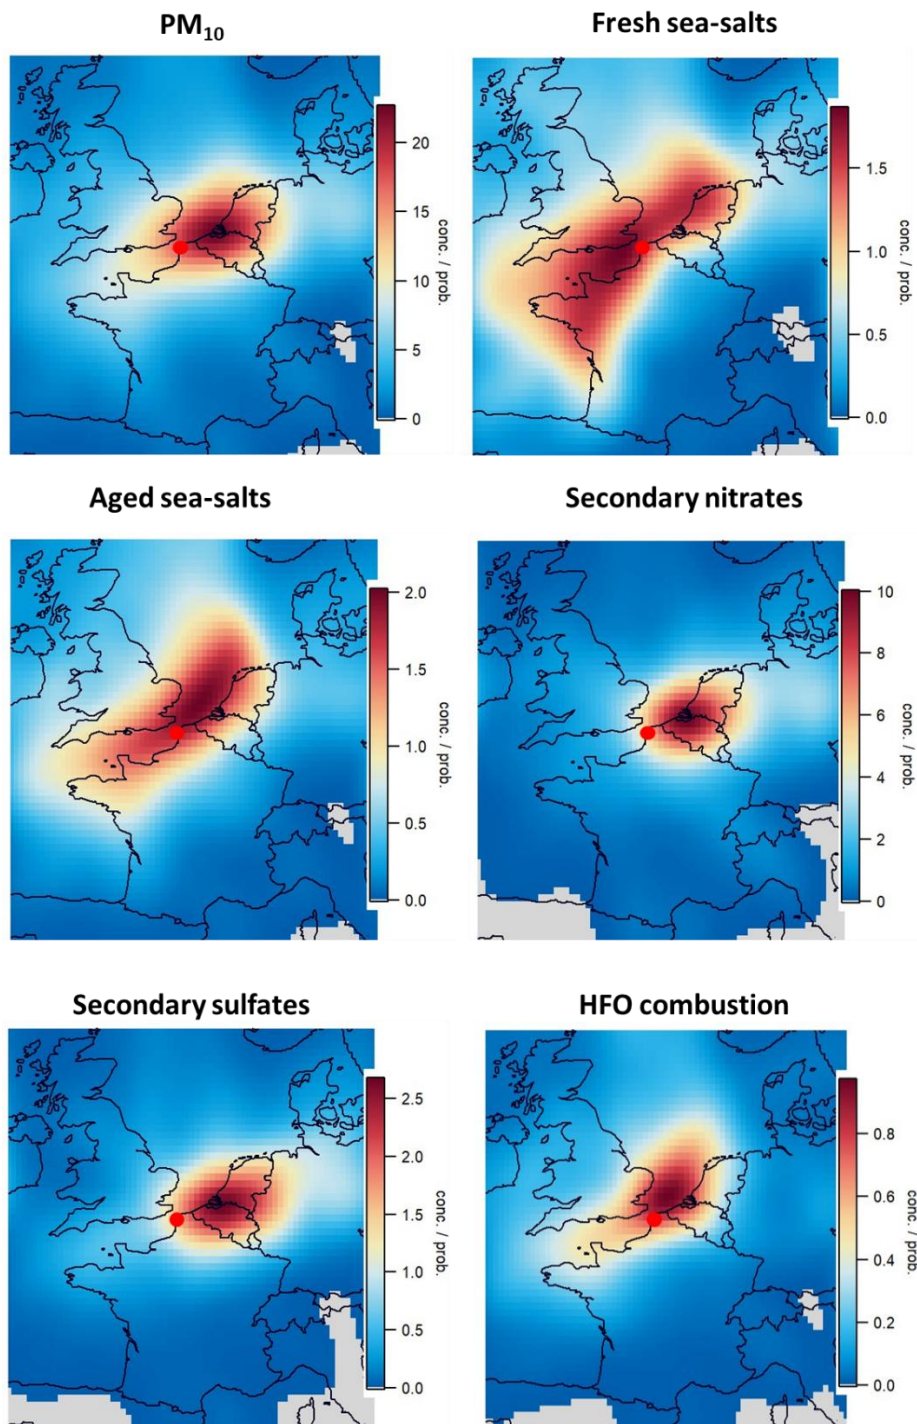 PM₁₀
Fresh sea-salts
20
15
10
5
0
conc. / prob.
1.5
1.0
0.5
0.0
conc. / prob.
Aged sea-salts
Secondary nitrates
2.0
1.5
1.0
0.5
0.0
conc. / prob.
10
8
6
4
2
0
conc. / prob.
Secondary sulfates
HFO combustion
2.5
2.0
1.5
1.0
0.5
0.0
conc. / prob.
0.8
0.6
0.4
0.2
0.0
conc. / prob.